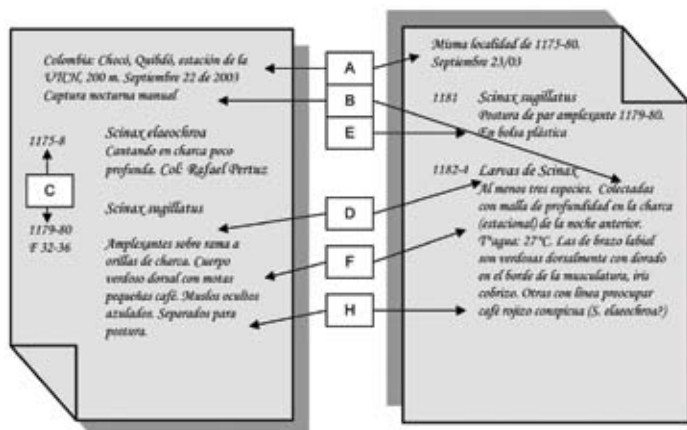 Colombia: Chocó, Quibdó, estación de la
UTCH, 200 m. Septiembre 22 de 2003
Captura nocturna manual
1175-8
Scinax elaeochroa
Cantando en charca poco
profunda. Col: Rafael Pertuz
1179-80
F 32-36
Scinax sugillatus
Amplexantes sobre rama a
orillas de charca. Cuerpo
verdoso dorsal con motas
pequeñas café. Muslos ocultos
azulados. Seperados para
postura.
A
B
E
C
D
F
H
Misma localidad de 1175-80.
Septiembre 23/03
1181 Scinax sugillatus
Postura de par amplexante 1179-80.
En bolsa plástica
1182-4 Larvas de Scinax
Al menos tres especies. Colectadas
con malla de profundidad en la charca
(estacional) de la noche anterior.
T°agua: 27°C. Las de brazo labial
son verdosas dorsalmente con dorado
en el borde de la musculatura, iris
cobrizo. Otras con línea preocupar
café rojizo conspicua (S. elaeochroa?)